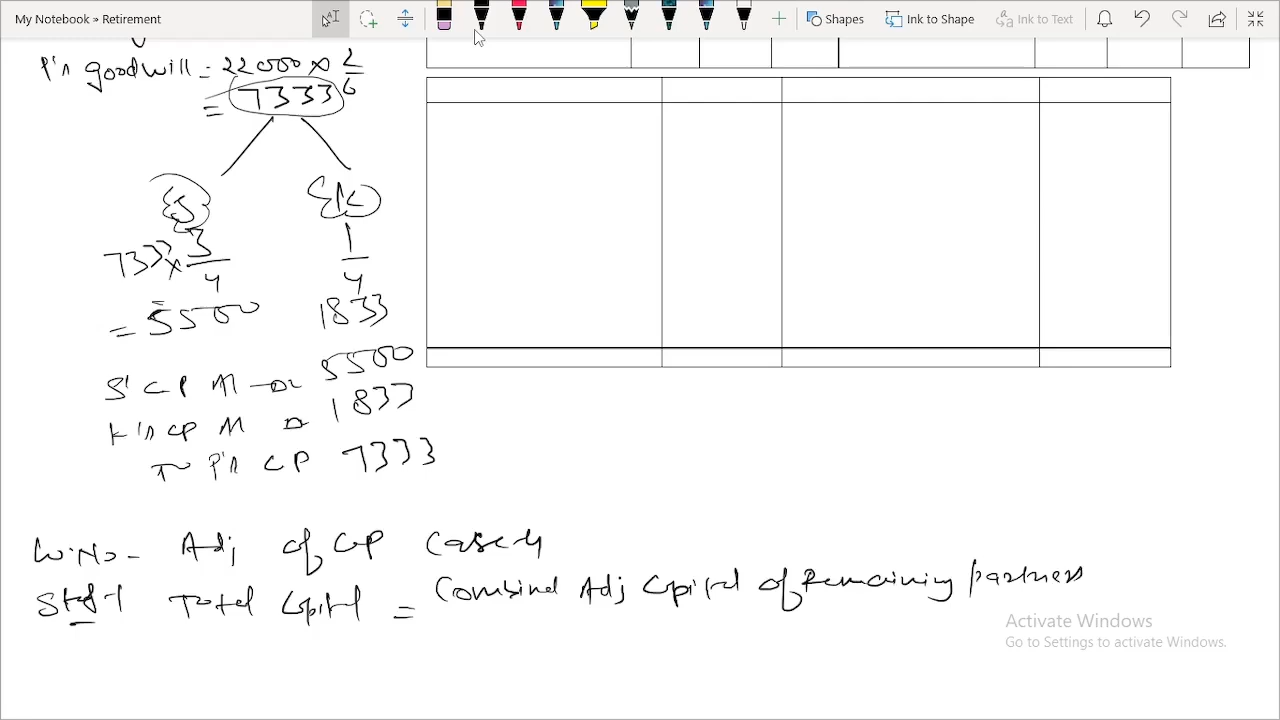 My Notebook » Retirement
Shapes
Ink to Shape
Ink to Text
P's goodwill = 22000 × 2/6
= 7333
S K
7333 × 3/4 1/4
= 5500 1833
S' CP A/c Dr 5500
K's CP A/c Dr 1833
To P's CP 7333
W.No - Adj of CP Case 4
Step-1 Total Capital = Combined Adj Capital of Remaining partners
Activate Windows
Go to Settings to activate Windows.